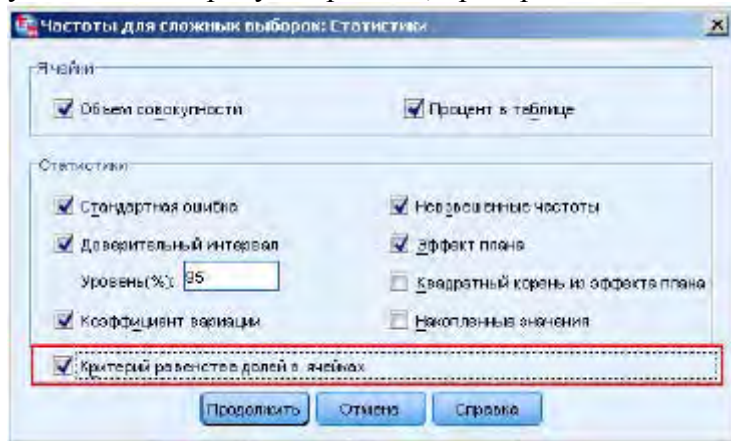 Частоты для сложных выборок: Статистики
Ячейки
Объем совокупности
Процент в таблице
Статистики
Стандартная ошибка
Невзвешенные частоты
Доверительный интервал
Эффект плана
Уровень(%): 95
Квадратный корень из эффекта плана
Коэффициент вариации
Накопленные значения
Критерий равенства долей в ячейках
Продолжить Отмена Справка